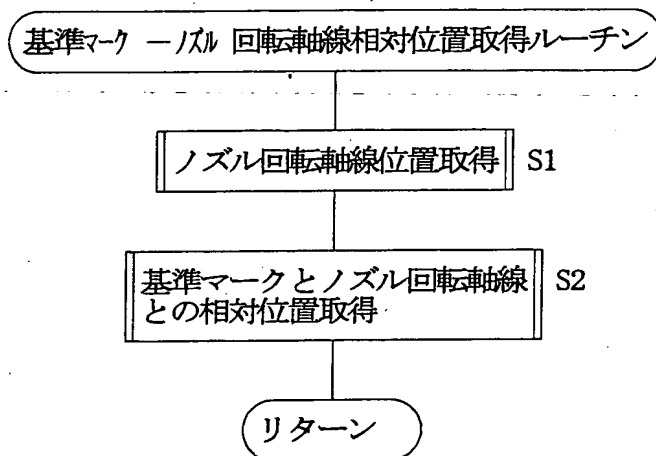 基準マーク ーノズル 回転軸線相対位置取得ルーチン
ノズル回転軸線位置取得 S1
基準マークとノズル回転軸線 S2
との相対位置取得
リターン